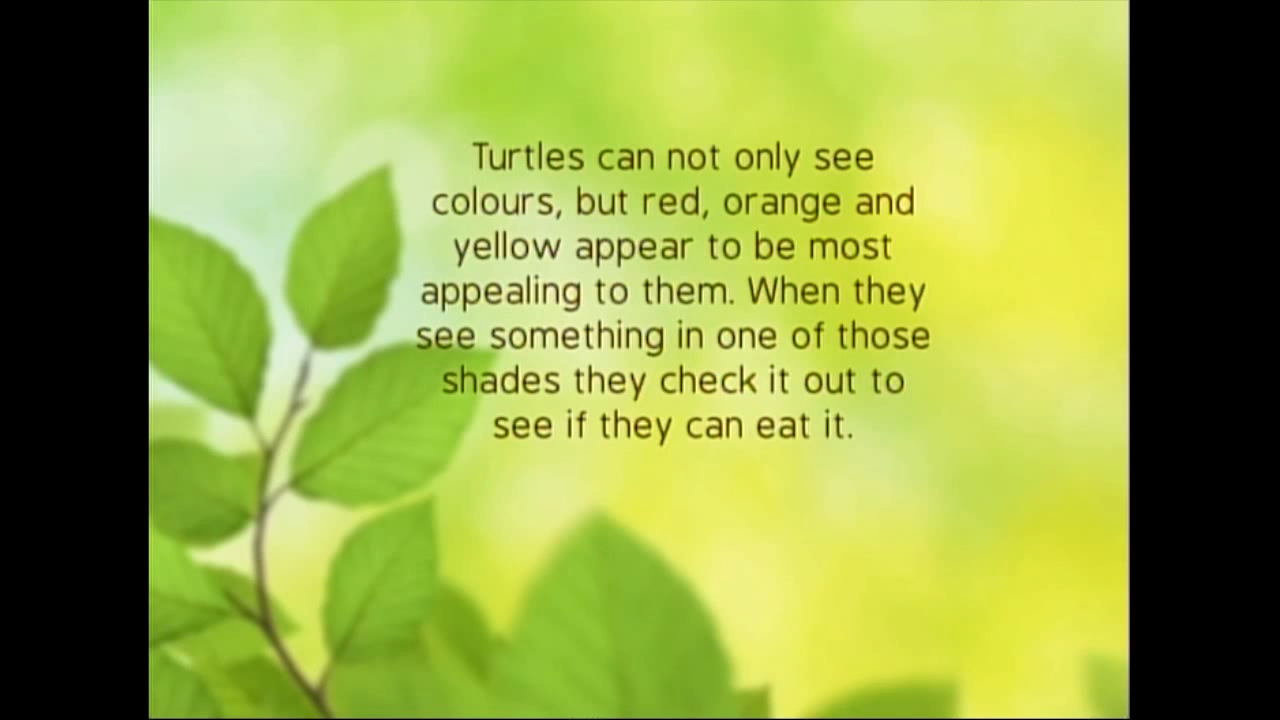 Turtles can not only see
colours, but red, orange and
yellow appear to be most
appealing to them. When they
see something in one of those
shades they check it out to
see if they can eat it.